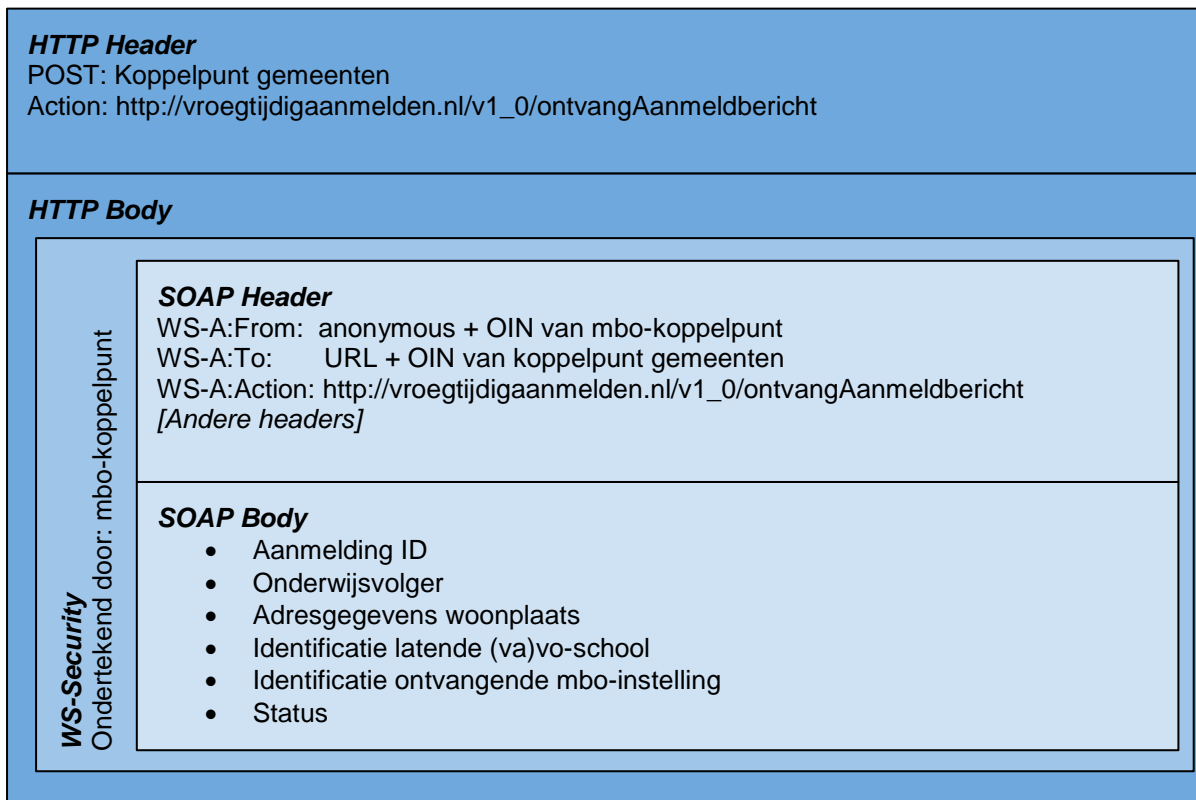 HTTP Header
POST: Koppelpunt gemeenten
Action: http://vroegtijdigaanmelden.nl/v1_0/ontvangAanmeldbericht
HTTP Body
WS-Security
Ondertekend door: mbo-koppelpunt
SOAP Header
WS-A:From: anonymous + OIN van mbo-koppelpunt
WS-A:To: URL + OIN van koppelpunt gemeenten
WS-A:Action: http://vroegtijdigaanmelden.nl/v1_0/ontvangAanmeldbericht
[Andere headers]
SOAP Body
• Aanmelding ID
• Onderwijsvolger
• Adresgegevens woonplaats
• Identificatie latende (va)vo-school
• Identificatie ontvangende mbo-instelling
• Status